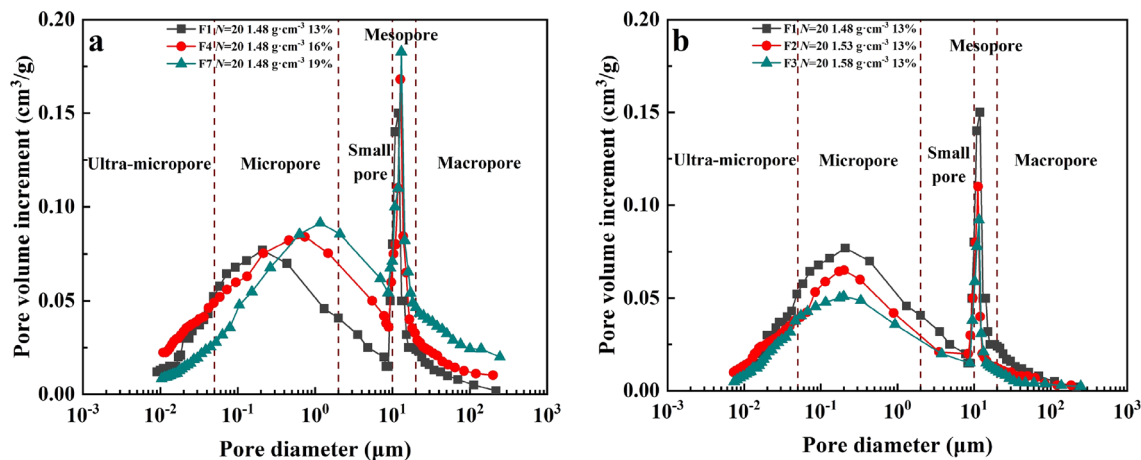 a
F1 N=20 1.48 g·cm⁻³ 13%
F4 N=20 1.48 g·cm⁻³ 16%
F7 N=20 1.48 g·cm⁻³ 19%
Mesopore
Ultra-micropore
Micropore
Small
pore
Macropore
Pore volume increment (cm³/g)
0.20
0.15
0.10
0.05
0.00
10⁻³ 10⁻² 10⁻¹ 10⁰ 10¹ 10² 10³
Pore diameter (μm)
b
F1 N=20 1.48 g·cm⁻³ 13%
F2 N=20 1.53 g·cm⁻³ 13%
F3 N=20 1.58 g·cm⁻³ 13%
Mesopore
Ultra-micropore
Micropore
Small
pore
Macropore
Pore volume increment (cm³/g)
0.20
0.15
0.10
0.05
0.00
10⁻³ 10⁻² 10⁻¹ 10⁰ 10¹ 10² 10³
Pore diameter (μm)